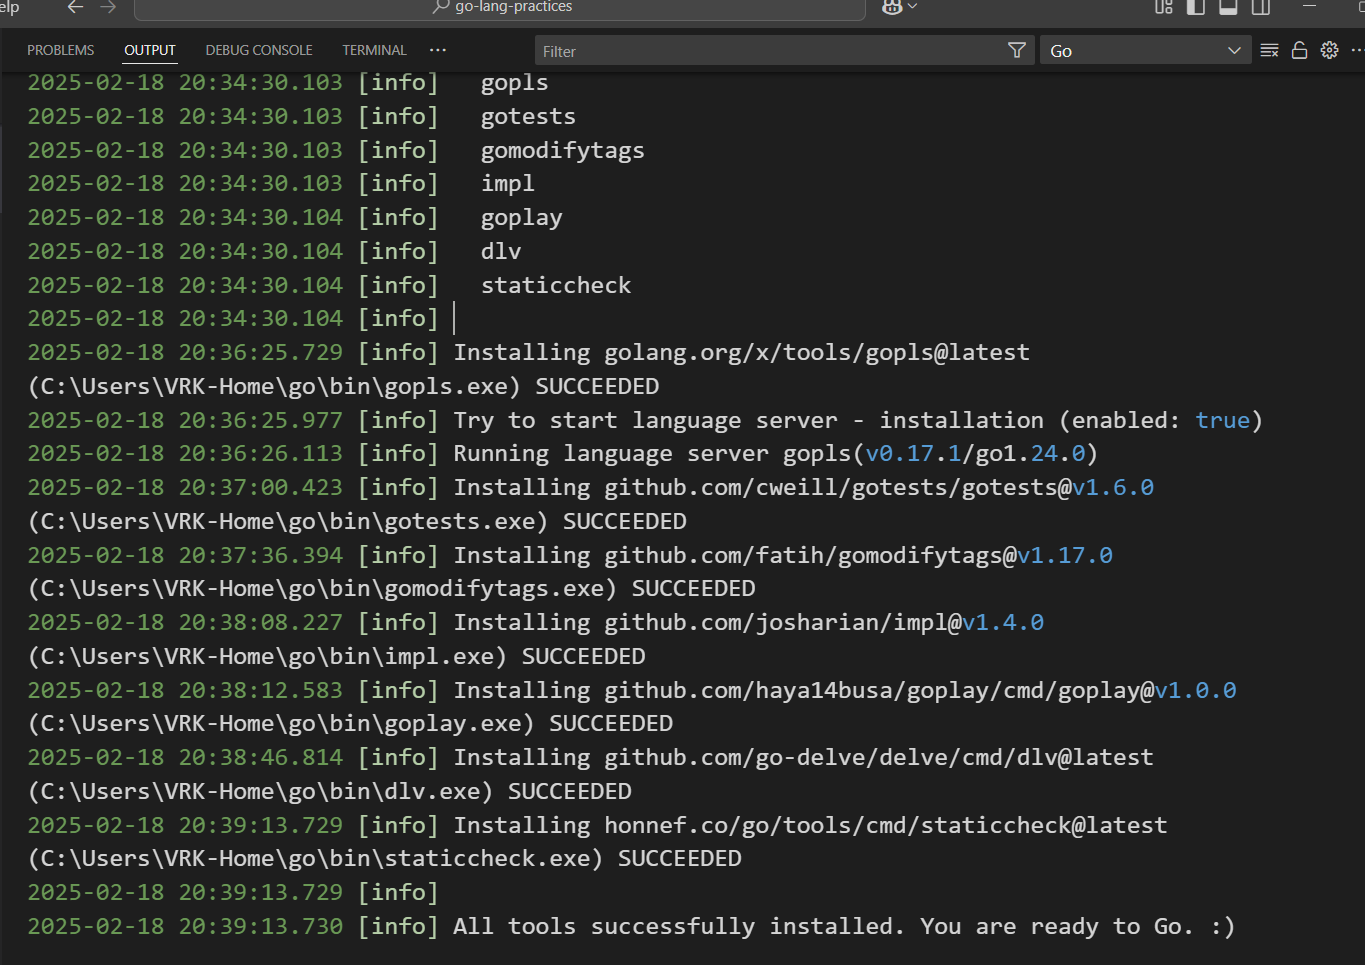 elp
go-lang-practices
PROBLEMS OUTPUT DEBUG CONSOLE TERMINAL ··· Filter Go
2025-02-18 20:34:30.103 [info]   gopls
2025-02-18 20:34:30.103 [info]   gotests
2025-02-18 20:34:30.103 [info]   gomodifytags
2025-02-18 20:34:30.103 [info]   impl
2025-02-18 20:34:30.104 [info]   goplay
2025-02-18 20:34:30.104 [info]   dlv
2025-02-18 20:34:30.104 [info]   staticcheck
2025-02-18 20:34:30.104 [info]
2025-02-18 20:36:25.729 [info] Installing golang.org/x/tools/gopls@latest
(C:\Users\VRK-Home\go\bin\gopls.exe) SUCCEEDED
2025-02-18 20:36:25.977 [info] Try to start language server - installation (enabled: true)
2025-02-18 20:36:26.113 [info] Running language server gopls(v0.17.1/go1.24.0)
2025-02-18 20:37:00.423 [info] Installing github.com/cweill/gotests/gotests@v1.6.0
(C:\Users\VRK-Home\go\bin\gotests.exe) SUCCEEDED
2025-02-18 20:37:36.394 [info] Installing github.com/fatih/gomodifytags@v1.17.0
(C:\Users\VRK-Home\go\bin\gomodifytags.exe) SUCCEEDED
2025-02-18 20:38:08.227 [info] Installing github.com/josharian/impl@v1.4.0
(C:\Users\VRK-Home\go\bin\impl.exe) SUCCEEDED
2025-02-18 20:38:12.583 [info] Installing github.com/haya14busa/goplay/cmd/goplay@v1.0.0
(C:\Users\VRK-Home\go\bin\goplay.exe) SUCCEEDED
2025-02-18 20:38:46.814 [info] Installing github.com/go-delve/delve/cmd/dlv@latest
(C:\Users\VRK-Home\go\bin\dlv.exe) SUCCEEDED
2025-02-18 20:39:13.729 [info] Installing honnef.co/go/tools/cmd/staticcheck@latest
(C:\Users\VRK-Home\go\bin\staticcheck.exe) SUCCEEDED
2025-02-18 20:39:13.729 [info]
2025-02-18 20:39:13.730 [info] All tools successfully installed. You are ready to Go. :)